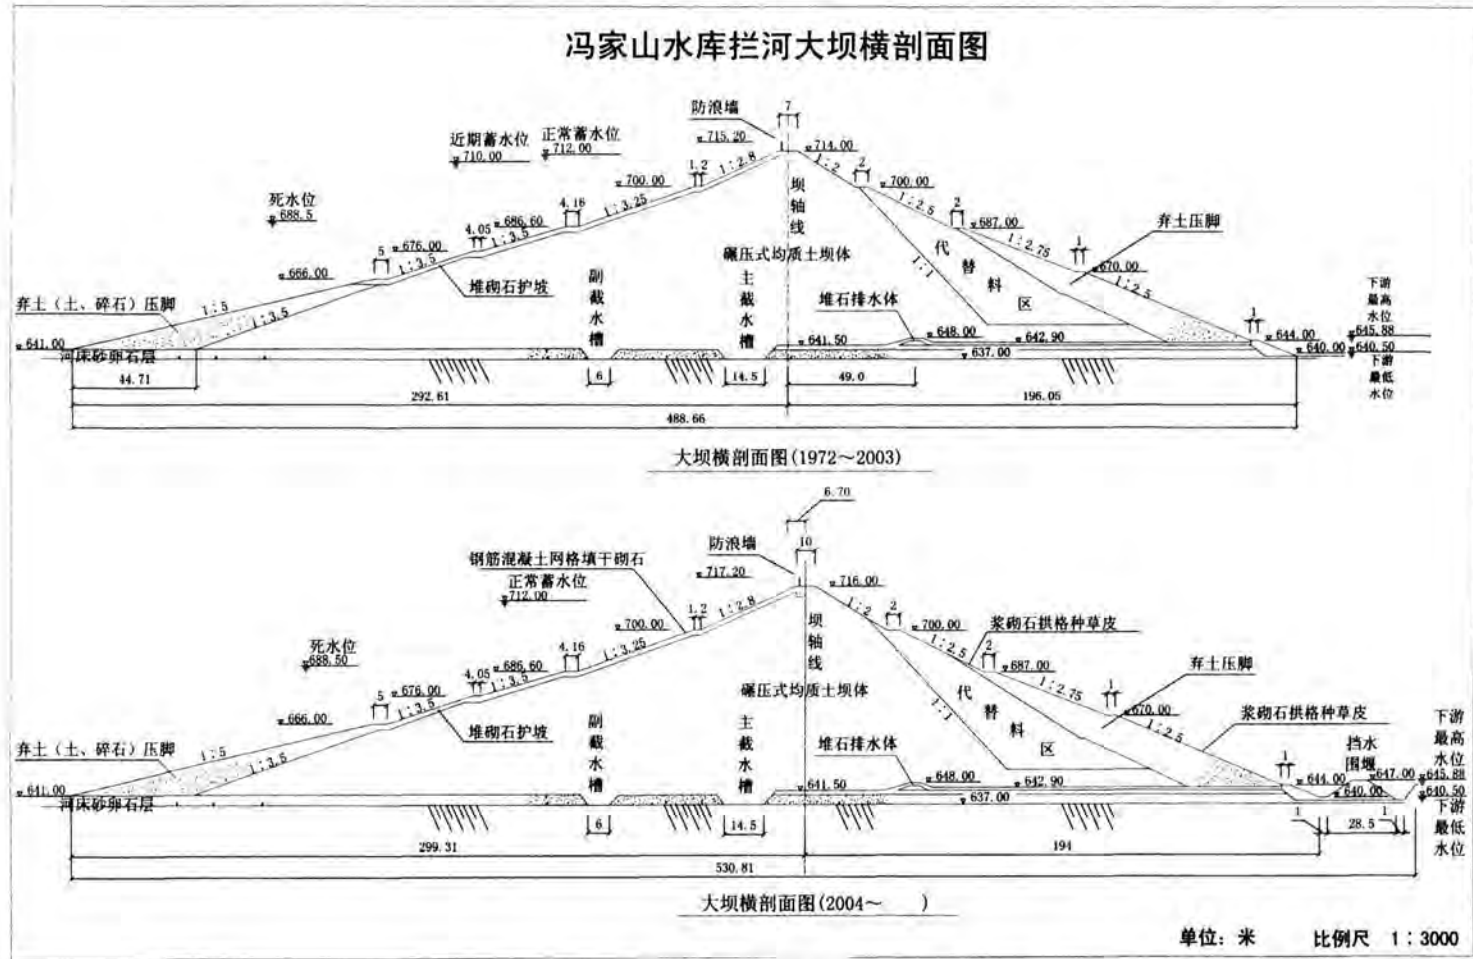 冯家山水库拦河大坝横剖面图
防浪墙
7
近期蓄水位
710.00
正常蓄水位
712.00
715.20
714.00
1
1:2
2
1.2
1:2.8
700.00
700.00
死水位
688.5
4.16
1:3.25
坝轴线
1:2.5
2
687.00
弃土压脚
4.05
686.60
1:3.5
1:2.75
1
5
676.00
1:3.5
碾压式均质土坝体
代替料区
1:1
670.00
666.00
堆砌石护坡
副截水槽
主截水槽
堆石排水体
1:2.5
下游最高水位
弃土(土、碎石)压脚
1:5
1:3.5
1
641.00
641.50
648.00
642.90
644.00
645.88
河床砂卵石层
637.00
640.00
640.50
下游最低水位
44.71
6
14.5
49.0
292.61
196.05
488.66
大坝横剖面图(1972～2003)
6.70
防浪墙
10
钢筋混凝土网格填干砌石
正常蓄水位
712.00
717.20
716.00
1
1:2
2
1.2
1:2.8
700.00
700.00
浆砌石拱格种草皮
死水位
688.50
4.16
1:3.25
坝轴线
1:2.5
2
687.00
弃土压脚
4.05
686.60
1:3.5
1:2.75
1
5
676.00
1:3.5
碾压式均质土坝体
代替料区
1:1
670.00
浆砌石拱格种草皮
666.00
堆砌石护坡
副截水槽
主截水槽
堆石排水体
1:2.5
挡水围堰
下游最高水位
弃土(土、碎石)压脚
1:5
1:3.5
1
641.00
641.50
648.00
642.90
644.00
647.00
645.88
河床砂卵石层
637.00
640.00
640.50
下游最低水位
6
14.5
1
28.5
1
299.31
194
530.81
大坝横剖面图(2004～ )
单位：米 比例尺 1：3000